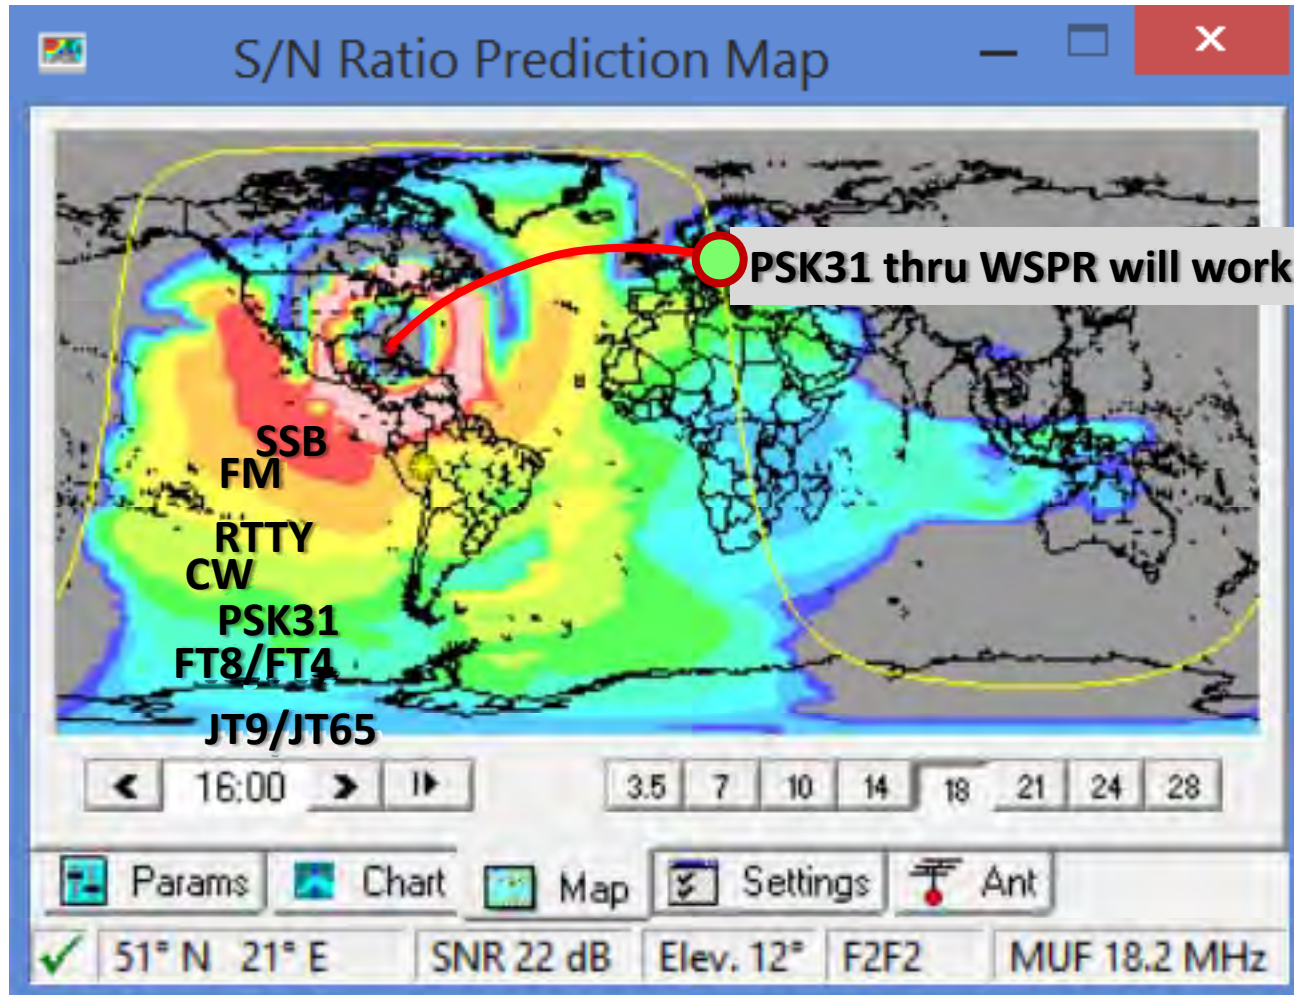 S/N Ratio Prediction Map
PSK31 thru WSPR will work
SSB
FM
RTTY
CW
PSK31
FT8/FT4
JT9/JT65
16:00
3.5 7 10 14 18 21 24 28
Params Chart Map Settings Ant
51° N 21° E SNR 22 dB Elev. 12° F2F2 MUF 18.2 MHz